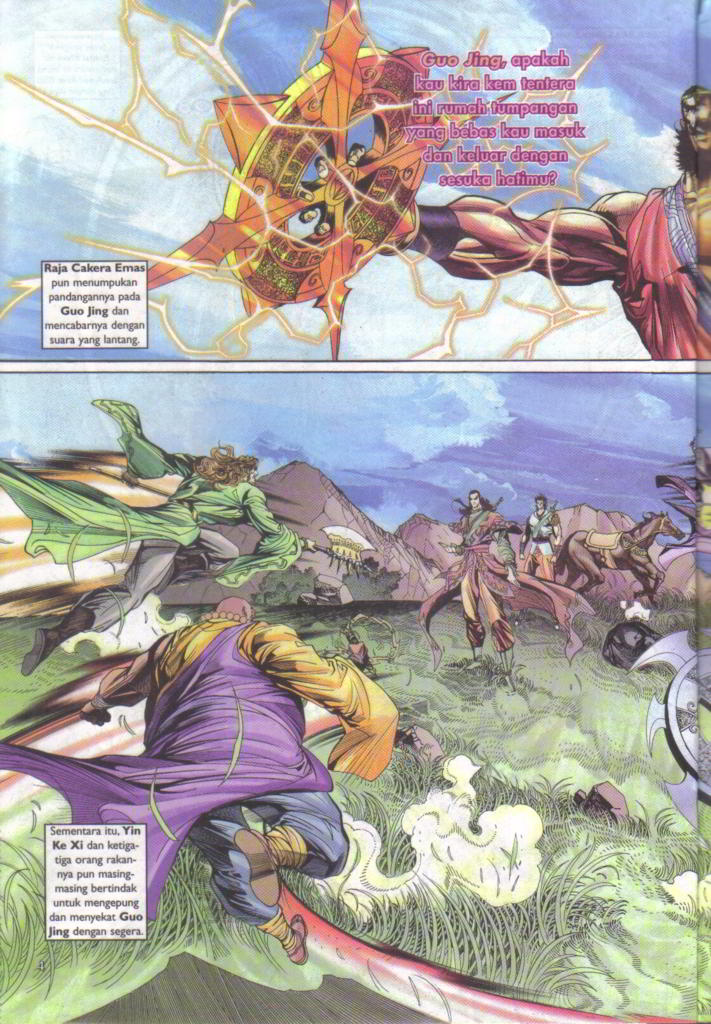 Guo Jing, apakah
kau kira kem tentera
ini rumah tumpangan
yang bebas kau masuk
dan keluar dengan
sesuka hatimu?
Raja Cakera Emas
pun menumpukan
pandangannya pada
Guo Jing dan
mencabarnya dengan
suara yang lantang.
Sementara itu, Yin
Ke Xi dan ketiga-
tiga orang rakan-
nya pun masing-
masing bertindak
untuk mengepung
dan menyekat Guo
Jing dengan segera.
4